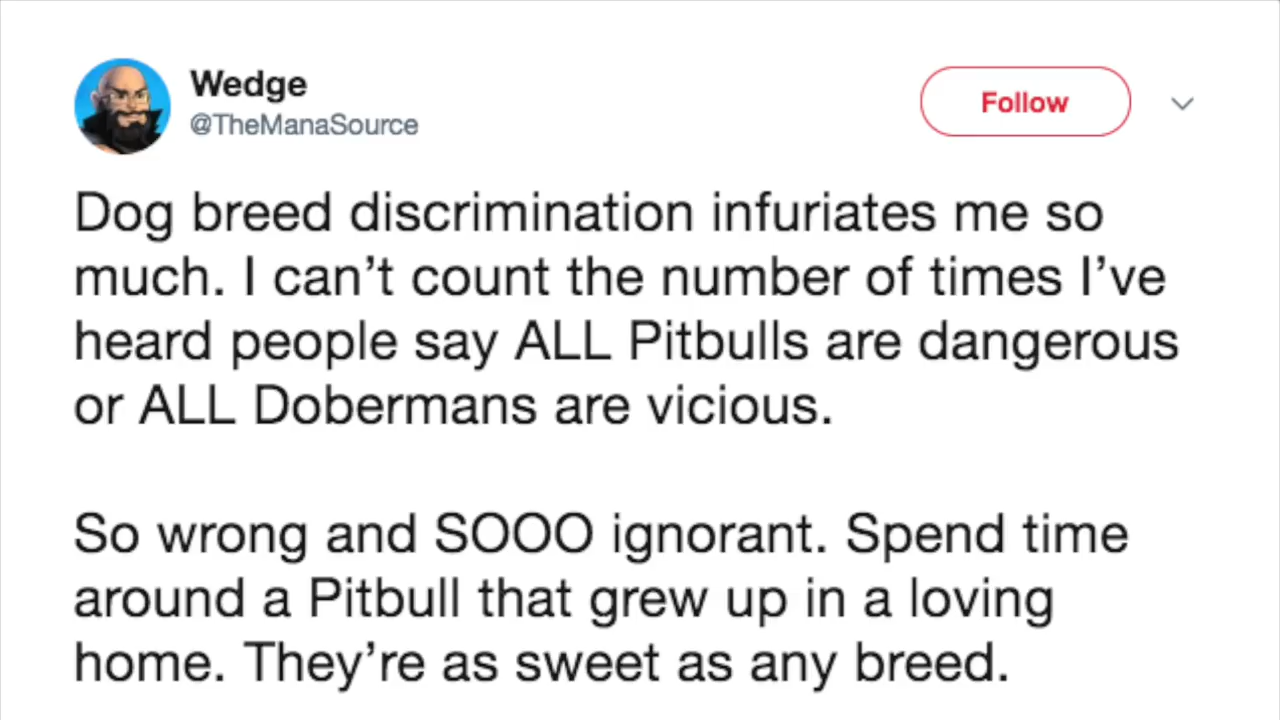 Wedge
@TheManaSource
Follow
Dog breed discrimination infuriates me so
much. I can’t count the number of times I’ve
heard people say ALL Pitbulls are dangerous
or ALL Dobermans are vicious.
So wrong and SOOO ignorant. Spend time
around a Pitbull that grew up in a loving
home. They’re as sweet as any breed.